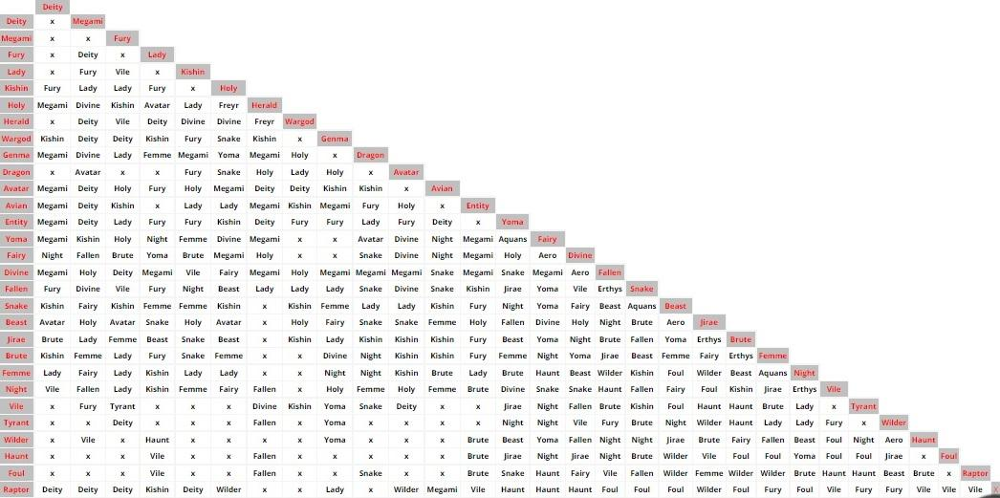 Deity
Deity x Megami
Megami x x Fury
Fury x Deity x Lady
Lady x Fury Vile x Kishin
Kishin Fury Lady Lady Fury x Holy
Holy Megami Divine Kishin Avatar Lady Freyr Herald
Herald x Deity Vile Deity Divine Divine Freyr Wargod
Wargod Kishin Deity Deity Kishin Fury Snake Kishin x Genma
Genma Megami Divine Lady Femme Megami Yoma Megami Holy x Dragon
Dragon x Avatar x x Fury Snake Holy Lady Holy x Avatar
Avatar Megami Deity Holy Fury Holy Megami Deity Deity Kishin Kishin x Avian
Avian Megami Deity Kishin x Lady Lady Megami Kishin Megami Fury Holy x Entity
Entity Megami Deity Lady Fury Fury Kishin Deity Fury Fury Lady Fury Deity x Yoma
Yoma Megami Kishin Holy Night Femme Divine Megami x x Avatar Divine Night Megami Aquans Fairy
Fairy Night Fallen Brute Yoma Brute Megami Holy x x Snake Divine Night Megami Holy Aero Divine
Divine Megami Holy Deity Megami Vile Fairy Megami Holy Megami Megami Megami Snake Megami Snake Megami Aero Fallen
Fallen Fury Divine Vile Fury Night Beast Lady Lady Lady Snake Divine Snake Kishin Jirae Yoma Vile Erthys Snake
Snake Kishin Fairy Kishin Femme Femme Kishin x Kishin Femme Lady Lady Kishin Fury Night Yoma Fairy Beast Aquans Beast
Beast Avatar Holy Avatar Snake Holy Avatar x Holy Fairy Snake Snake Femme Holy Fallen Divine Holy Night Brute Aero Jirae
Jirae Brute Lady Femme Beast Snake Beast x Kishin Lady Kishin Kishin Kishin Fury Beast Yoma Night Brute Fallen Yoma Erthys Brute
Brute Kishin Femme Lady Fury Snake Femme x x Divine Night Kishin Kishin Fury Femme Night Yoma Jirae Beast Femme Fairy Erthys Femme
Femme Lady Fairy Lady Kishin Lady Lady x x Night Night Kishin Brute Lady Brute Haunt Beast Wilder Kishin Foul Wilder Beast Aquans Night
Night Vile Fallen Lady Kishin Femme Fairy Fallen x Holy Femme Holy Femme Brute Divine Snake Snake Haunt Fallen Fairy Foul Kishin Jirae Erthys Vile
Vile x Fury Tyrant x x x Divine Kishin Yoma Snake Deity x x Jirae Night Fallen Brute Kishin Foul Haunt Haunt Brute Lady x Tyrant
Tyrant x x Deity x x x Fallen x Yoma x x x x Night Night Vile Fury Brute Night Wilder Haunt Lady Lady Fury x Wilder
Wilder x Vile x Haunt x x x x Yoma x x x Brute Beast Yoma Fallen Night Night Jirae Brute Fairy Fallen Beast Foul Night Aero Haunt
Haunt x x x Vile x Fallen x x x x x x Brute Jirae Night Jirae Night Brute Wilder Vile Foul Foul Yoma Foul Foul Jirae x Foul
Foul x x x Vile x Fallen x x x Snake x x Brute Snake Haunt Fairy Vile Fallen Wilder Femme Wilder Wilder Brute Haunt Haunt Beast Brute x Raptor
Raptor Deity Deity Deity Kishin Deity Wilder x x Lady x Wilder Megami Vile Haunt Haunt Haunt Foul Foul Foul Wilder Foul Fury Foul Vile Fury Vile Vile Vile